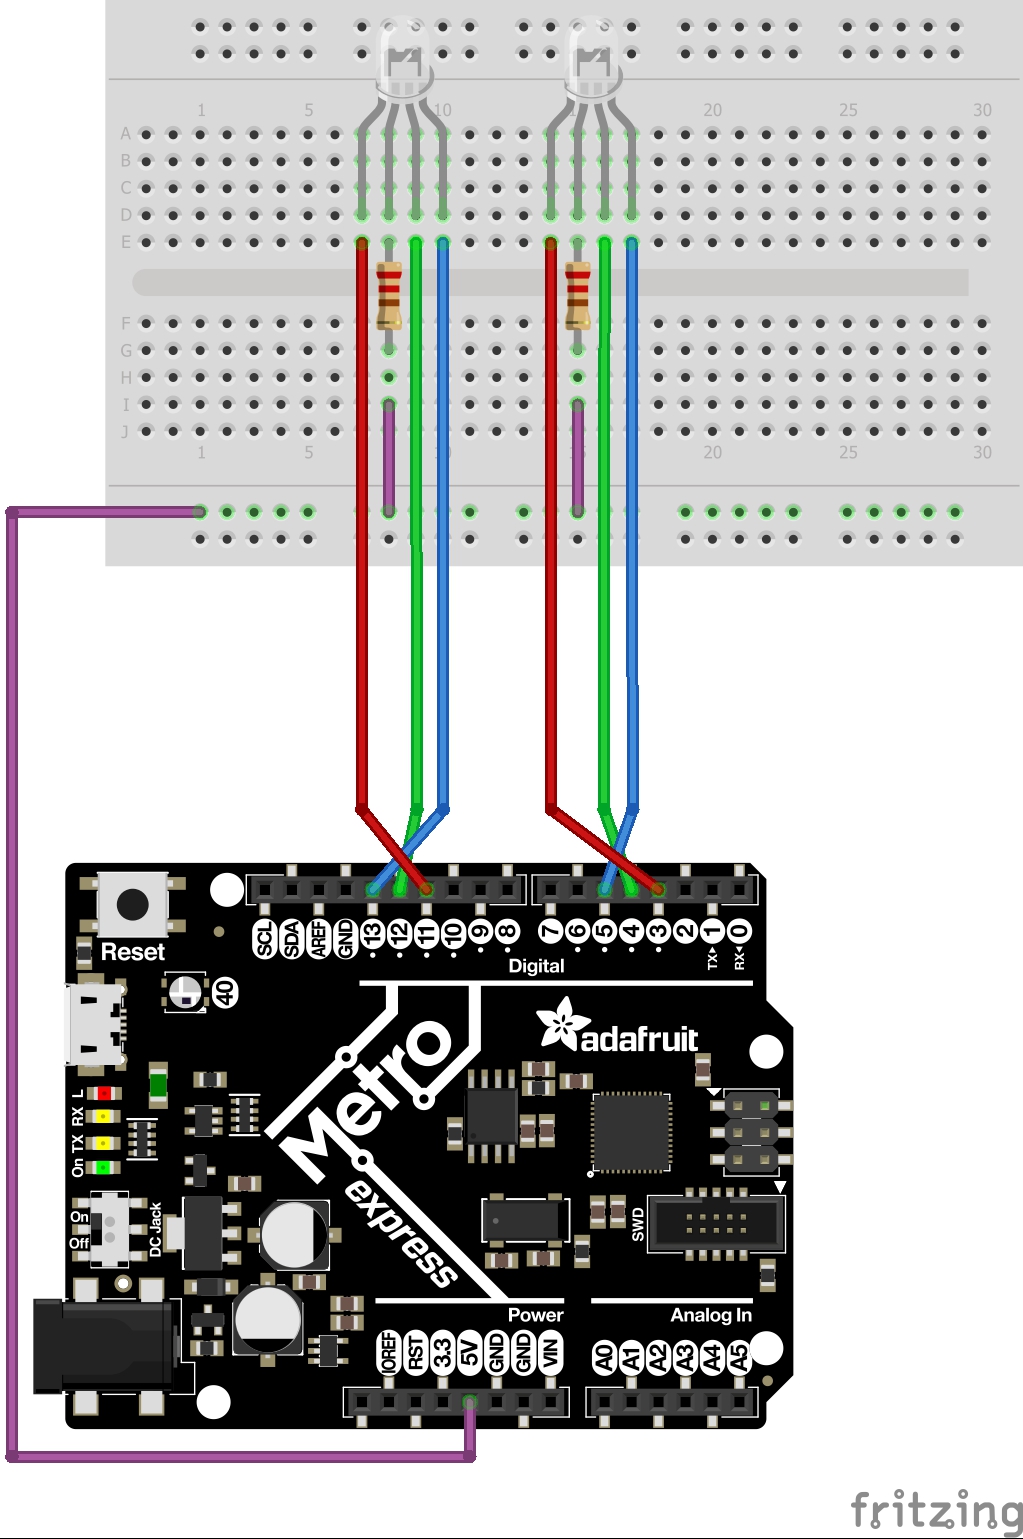 1 5 10 20 25 30
A
B
C
D
E
F
G
H
I
J
1 5 10 15 20 25 30
SCL SDA AREF GND 13 12 11 10 9 8 7 6 5 4 3 2 1 0
TX RX
Reset
Digital
40
adafruit
Metro
express
L
RX
TX
On
On
Off
DC Jack
SWD
Power
Analog In
IOREF RST 3.3 5V GND GND VIN A0 A1 A2 A3 A4 A5
fritzing